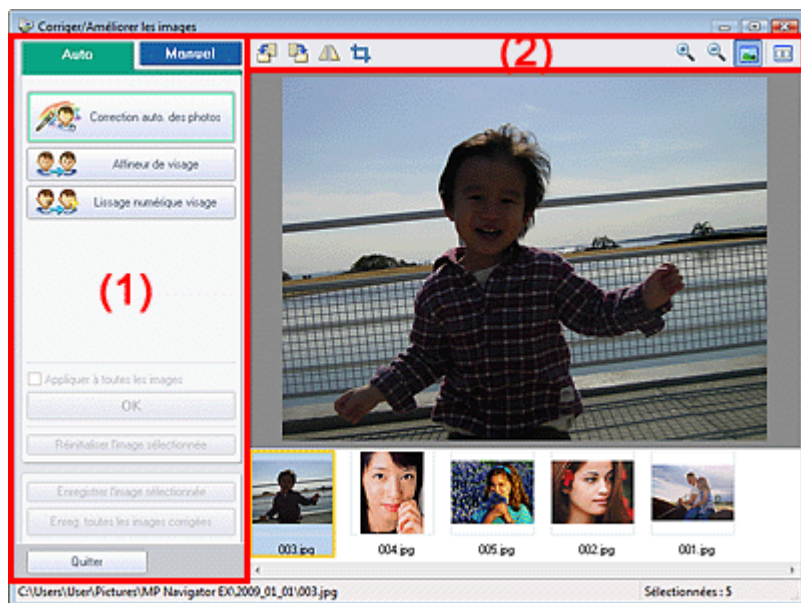 Corriger/Améliorer les images
Auto
Manuel
(2)
Correction auto. des photos
Affineur de visage
Lissage numérique visage
(1)
Appliquer à toutes les images
OK
Réinitialiser l'image sélectionnée
Enregistrer l'image sélectionnée
Enreg. toutes les images corrigées
Quitter
003.jpg
004.jpg
005.jpg
002.jpg
001.jpg
C:\Users\User\Pictures\MP Navigator EX\2009_01_01\003.jpg
Sélectionnées : 5